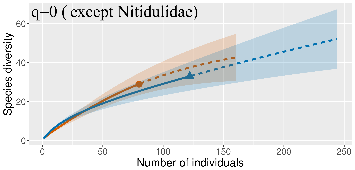 q−0 (except Nitidulidae)
60
40
20
0
Species diversity
0 50 100 150 200 250
Number of individuals